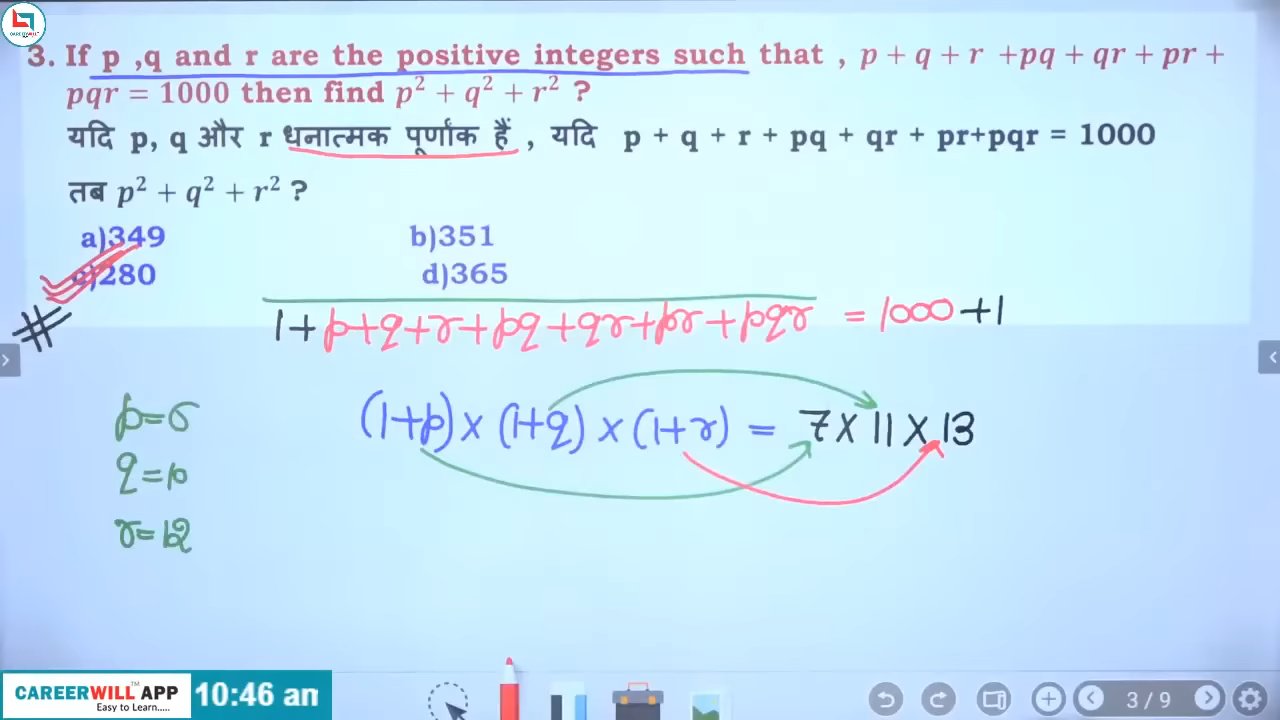 CAREERWILL
3. If p ,q and r are the positive integers such that , p + q + r +pq + qr + pr +
pqr = 1000 then find p² + q² + r² ?
यदि p, q और r धनात्मक पूर्णांक हैं , यदि p + q + r + pq + qr + pr+pqr = 1000
तब p² + q² + r² ?
a)349 b)351
c)280 d)365
1+p+q+r+pq+qr+pr+pqr = 1000+1
(1+p)×(1+q)×(1+r) = 7×11×13
p=6
q=10
r=12
CAREERWILL™ APP
Easy to Learn.....
10:46 am
3 / 9